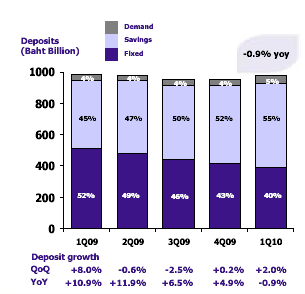 Deposits
(Baht Billion)
Demand
Savings
Fixed
-0.9% yoy
1000
800
600
400
200
0
4% 4% 4% 4% 5%
45% 47% 50% 52% 55%
52% 49% 46% 43% 40%
1Q09 2Q09 3Q09 4Q09 1Q10
Deposit growth
QoQ +8.0% -0.6% -2.5% +0.2% +2.0%
YoY +10.9% +11.9% +6.5% +4.9% -0.9%